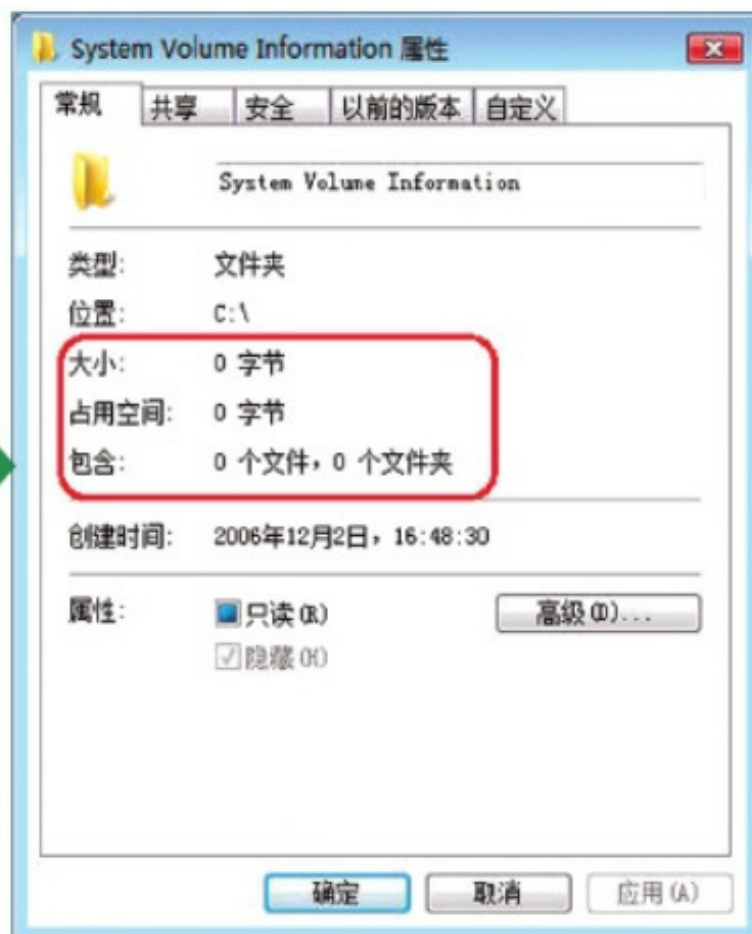 System Volume Information 属性
常规 共享 安全 以前的版本 自定义
System Volume Information
类型: 文件夹
位置: C:\
大小: 0 字节
占用空间: 0 字节
包含: 0 个文件，0 个文件夹
创建时间: 2006年12月2日，16:48:30
属性: 只读(R) 高级(D)...
隐藏(H)
确定 取消 应用(A)